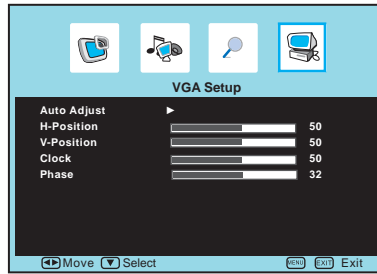 VGA Setup
Auto Adjust
H-Position 50
V-Position 50
Clock 50
Phase 32
Move Select MENU EXIT Exit